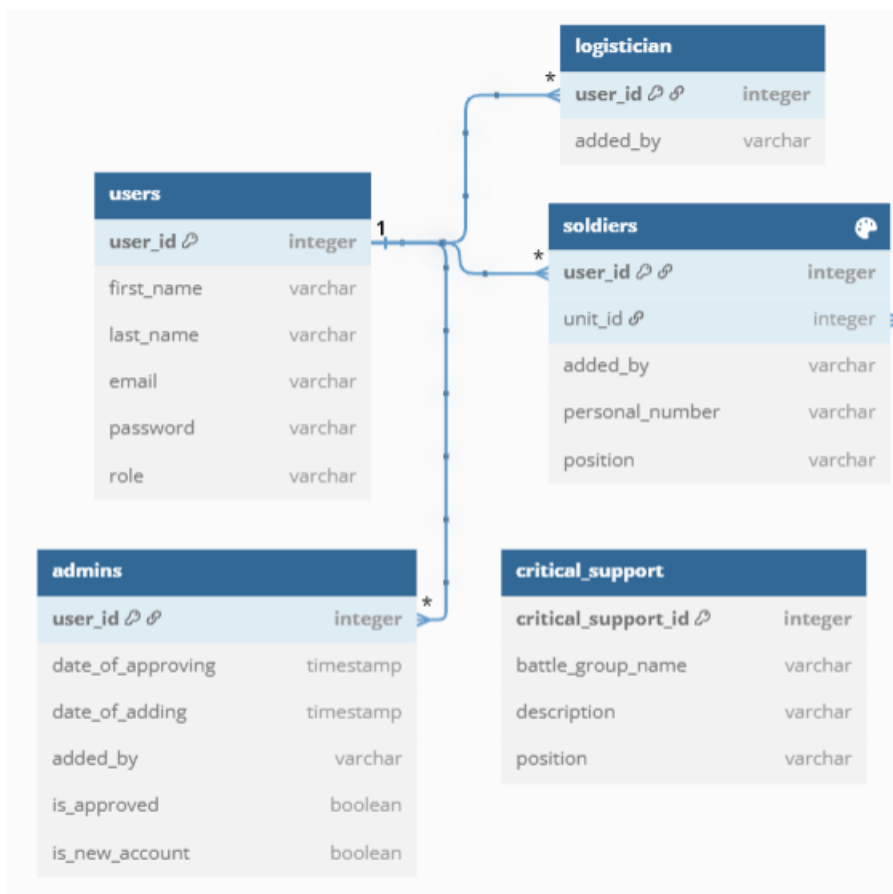 logistician
user_id integer
added_by varchar
users
user_id integer
first_name varchar
last_name varchar
email varchar
password varchar
role varchar
1
*
*
soldiers
user_id integer
unit_id integer
added_by varchar
personal_number varchar
position varchar
admins
user_id integer
date_of_approving timestamp
date_of_adding timestamp
added_by varchar
is_approved boolean
is_new_account boolean
*
critical_support
critical_support_id integer
battle_group_name varchar
description varchar
position varchar